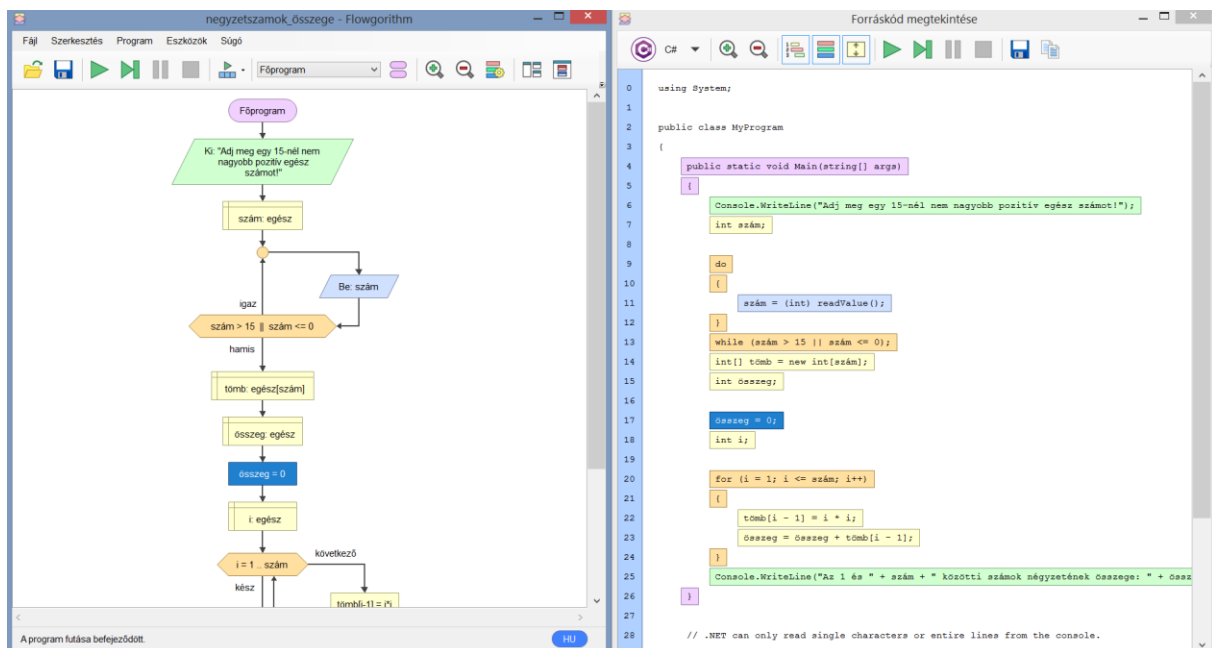 negyzetszamok_összege - Flowgorithm
Fájl Szerkesztés Program Eszközök Súgó
Főprogram
Főprogram
Ki: "Adj meg egy 15-nél nem
nagyobb pozitív egész
számot!"
szám: egész
Be: szám
igaz
szám > 15 || szám <= 0
hamis
tömb: egész[szám]
összeg: egész
összeg = 0
i: egész
következő
i = 1 .. szám
kész
tömb[i-1] = i*i
A program futása befejeződött.
HU
Forráskód megtekintése
C#
0 using System;
1
2 public class MyProgram
3 {
4 public static void Main(string[] args)
5 {
6 Console.WriteLine("Adj meg egy 15-nél nem nagyobb pozitív egész számot!");
7 int szám;
8
9 do
10 {
11 szám = (int) readValue();
12 }
13 while (szám > 15 || szám <= 0);
14 int[] tömb = new int[szám];
15 int összeg;
16
17 összeg = 0;
18 int i;
19
20 for (i = 1; i <= szám; i++)
21 {
22 tömb[i - 1] = i * i;
23 összeg = összeg + tömb[i - 1];
24 }
25 Console.WriteLine("Az 1 és " + szám + " közötti számok négyzetének összege: " + össz
26 }
27
28 // .NET can only read single characters or entire lines from the console.